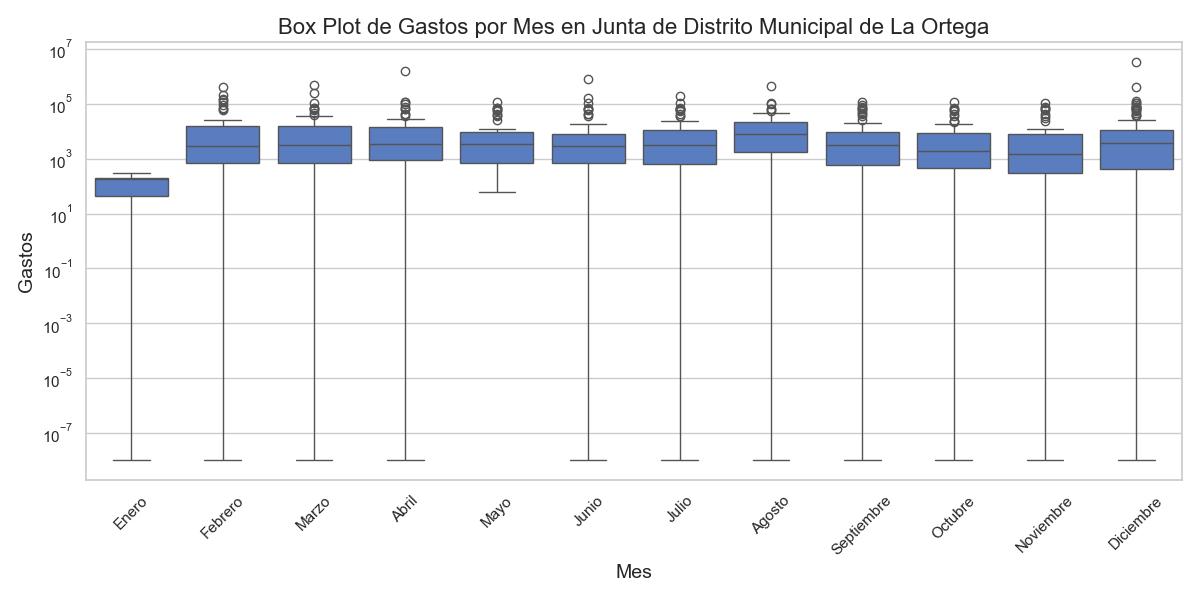 Box Plot de Gastos por Mes en Junta de Distrito Municipal de La Ortega
Gastos
10^7
10^5
10^3
10^1
10^−1
10^−3
10^−5
10^−7
Enero
Febrero
Marzo
Abril
Mayo
Junio
Julio
Agosto
Septiembre
Octubre
Noviembre
Diciembre
Mes